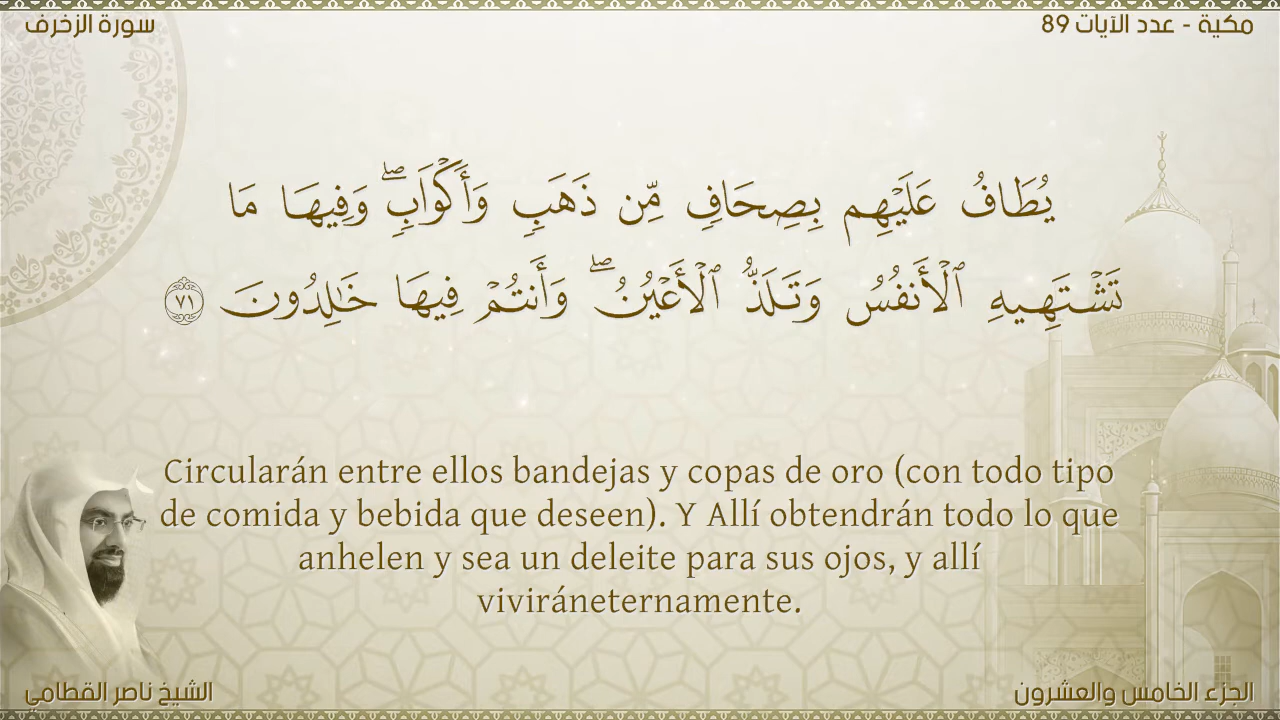 سورة الزخرف
مكية - عدد الآيات 89
يُطَافُ عَلَيْهِم بِصِحَافٍ مِّن ذَهَبٍ وَأَكْوَابٍ ۖ وَفِيهَا مَا
تَشْتَهِيهِ ٱلْأَنفُسُ وَتَلَذُّ ٱلْأَعْيُنُ ۖ وَأَنتُمْ فِيهَا خَـٰلِدُونَ ٧١
Circularán entre ellos bandejas y copas de oro (con todo tipo
de comida y bebida que deseen). Y Allí obtendrán todo lo que
anhelen y sea un deleite para sus ojos, y allí
viviráneternamente.
الشيخ ناصر القطامي
الجزء الخامس والعشرون